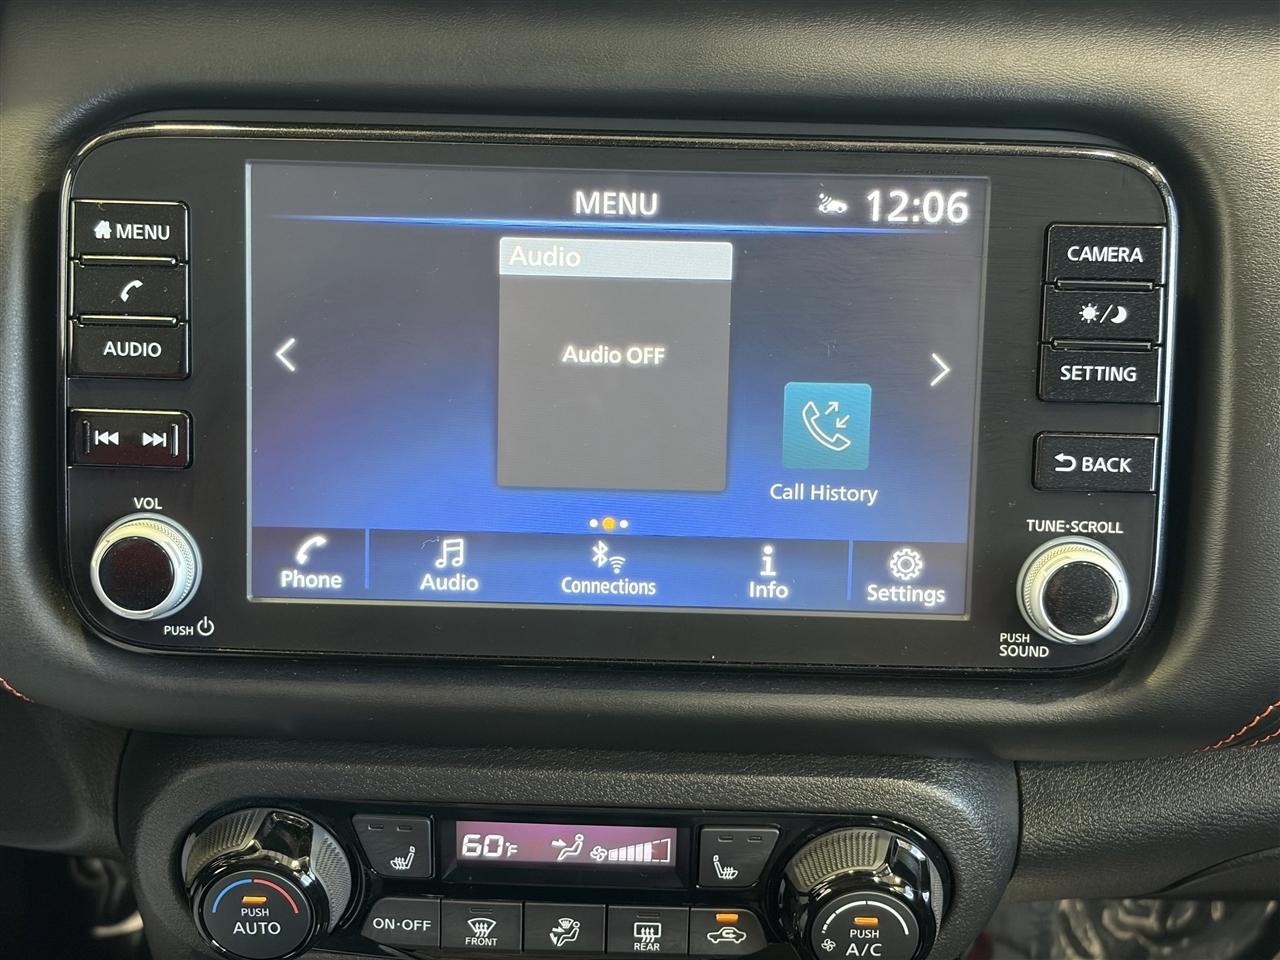 MENU
12:06
MENU
AUDIO
VOL
PUSH
Audio
Audio OFF
Call History
Phone
Audio
Connections
Info
Settings
CAMERA
SETTING
BACK
TUNE·SCROLL
PUSH
SOUND
60°F
PUSH
AUTO
ON·OFF
FRONT
REAR
PUSH
A/C